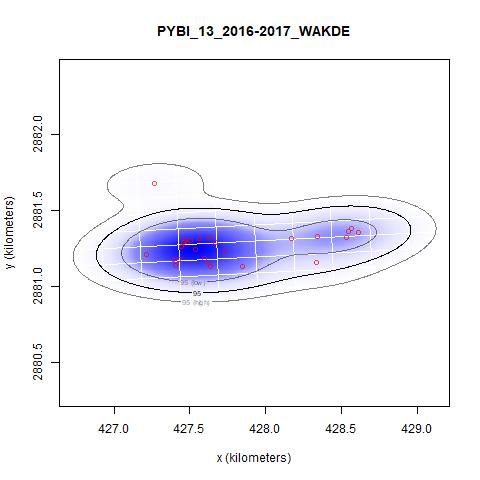 PYBI_13_2016-2017_WAKDE
y (kilometers)
2882.0
2881.5
2881.0
2880.5
95 (low)
95
95 (high)
427.0 427.5 428.0 428.5 429.0
x (kilometers)